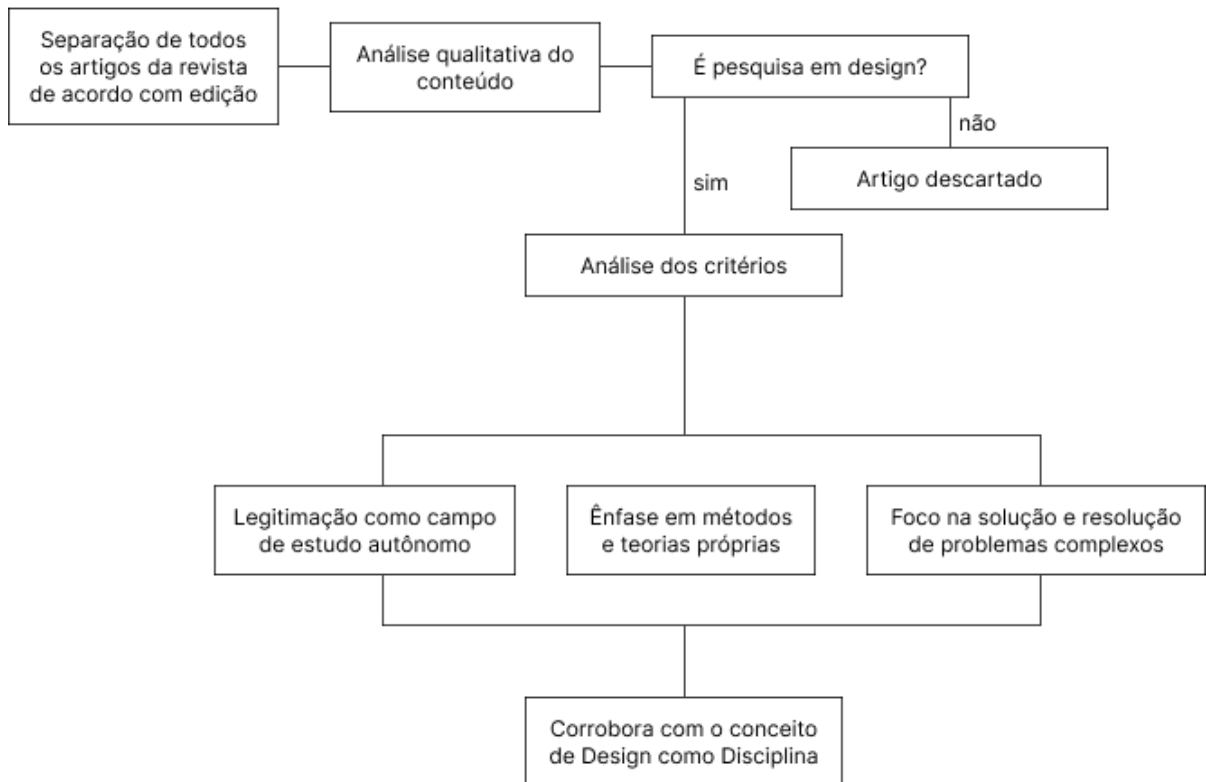 Separação de todos
os artigos da revista
de acordo com edição
Análise qualitativa do
conteúdo
É pesquisa em design?
não
Artigo descartado
sim
Análise dos critérios
Legitimação como campo
de estudo autônomo
Ênfase em métodos
e teorias próprias
Foco na solução e resolução
de problemas complexos
Corrobora com o conceito
de Design como Disciplina